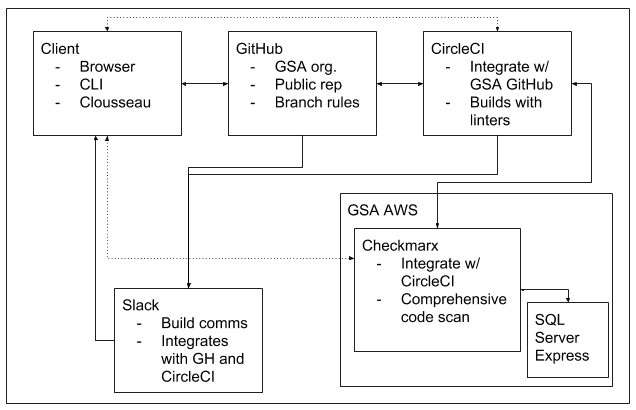 Client
- Browser
- CLI
- Clousseau
GitHub
- GSA org.
- Public rep
- Branch rules
CircleCI
- Integrate w/
GSA GitHub
- Builds with
linters
GSA AWS
Checkmarx
- Integrate w/
CircleCI
- Comprehensive
code scan
Slack
- Build comms
- Integrates
with GH and
CircleCI
SQL
Server
Express